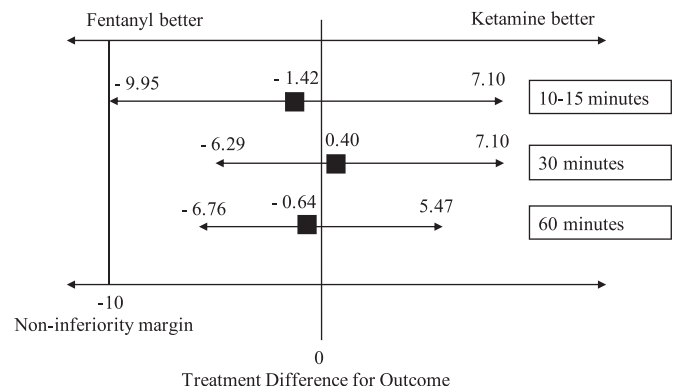 Fentanyl better Ketamine better
- 9.95 - 1.42 7.10 10-15 minutes
- 6.29 0.40 7.10 30 minutes
- 6.76 - 0.64 5.47 60 minutes
-10
Non-inferiority margin
0
Treatment Difference for Outcome